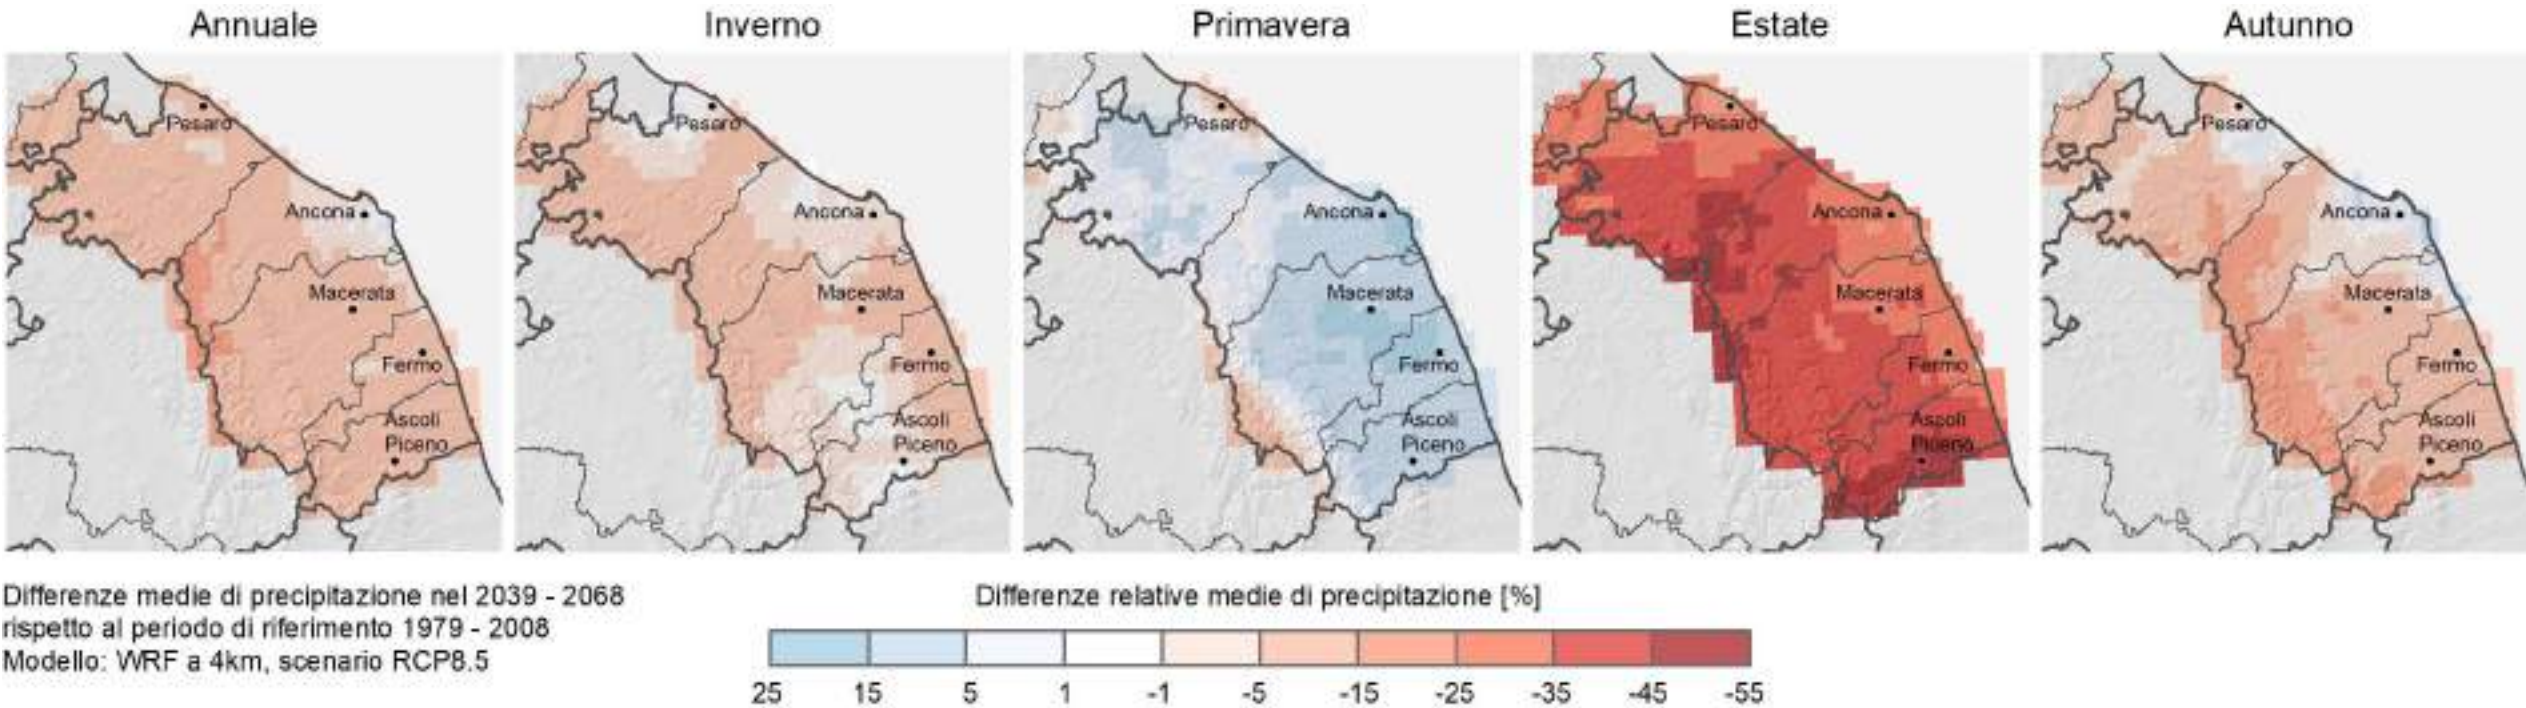 Annuale
Inverno
Primavera
Estate
Autunno
Pesaro
Ancona
Macerata
Fermo
Ascoli
Piceno
Pesaro
Ancona
Macerata
Fermo
Ascoli
Piceno
Pesaro
Ancona
Macerata
Fermo
Ascoli
Piceno
Pesaro
Ancona
Macerata
Fermo
Ascoli
Piceno
Pesaro
Ancona
Macerata
Fermo
Ascoli
Piceno
Differenze medie di precipitazione nel 2039 - 2068
rispetto al periodo di riferimento 1979 - 2008
Modello: WRF a 4km, scenario RCP8.5
Differenze relative medie di precipitazione [%]
25 15 5 1 -1 -5 -15 -25 -35 -45 -55